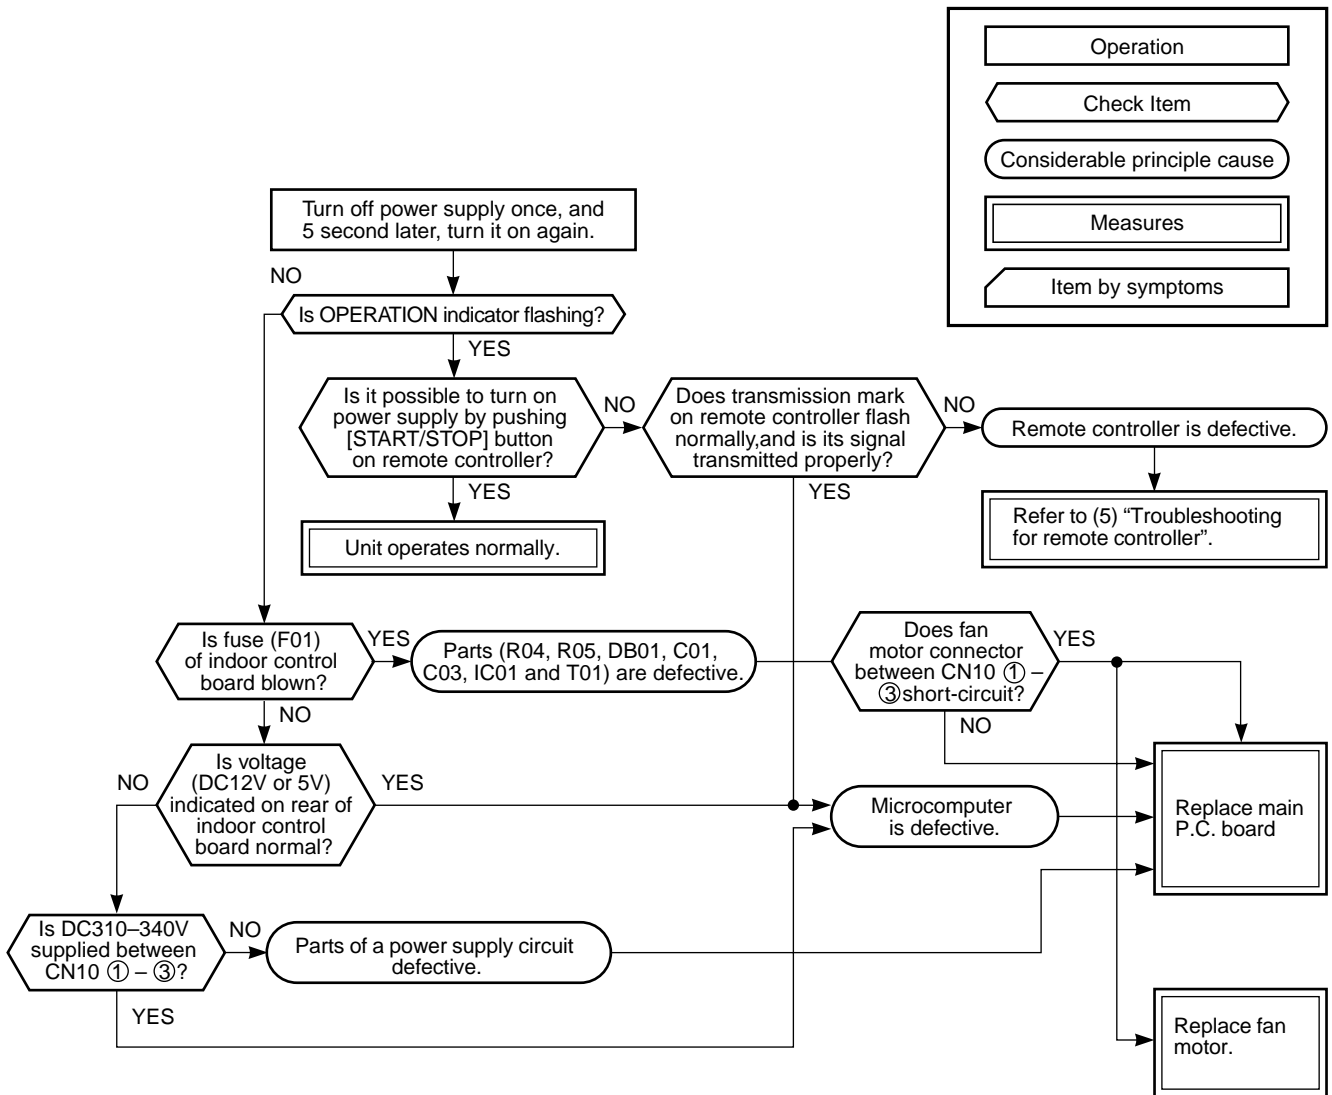 Operation
Check Item
Considerable principle cause
Measures
Item by symptoms
Turn off power supply once, and
5 second later, turn it on again.
NO
Is OPERATION indicator flashing?
YES
Is it possible to turn on
power supply by pushing
[START/STOP] button
on remote controller?
NO
Does transmission mark
on remote controller flash
normally,and is its signal
transmitted properly?
NO
Remote controller is defective.
YES
YES
Unit operates normally.
Refer to (5) “Troubleshooting
for remote controller”.
Is fuse (F01)
of indoor control
board blown?
YES
Parts (R04, R05, DB01, C01,
C03, IC01 and T01) are defective.
Does fan
motor connector
between CN10 ① –
③short-circuit?
YES
NO
NO
Is voltage
(DC12V or 5V)
indicated on rear of
indoor control
board normal?
NO
YES
Microcomputer
is defective.
Replace main
P.C. board
Is DC310–340V
supplied between
CN10 ① – ③?
NO
Parts of a power supply circuit
defective.
YES
Replace fan
motor.